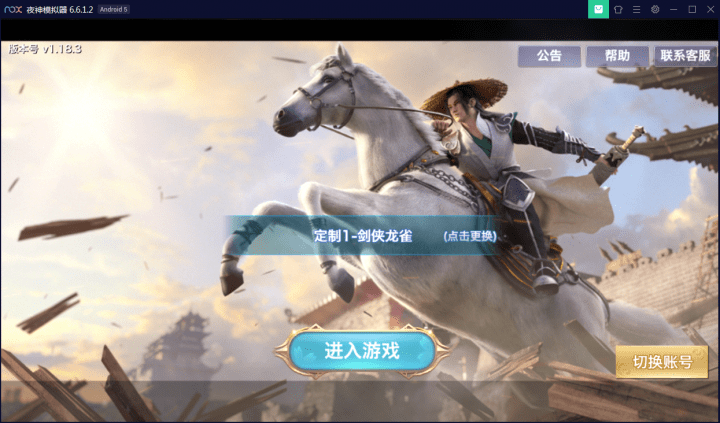 nox 夜神模拟器 6.6.1.2 Android 5
版本号 v1.18.3
公告 帮助 联系客服
定制1-剑侠龙雀 (点击更换)
进入游戏
切换账号